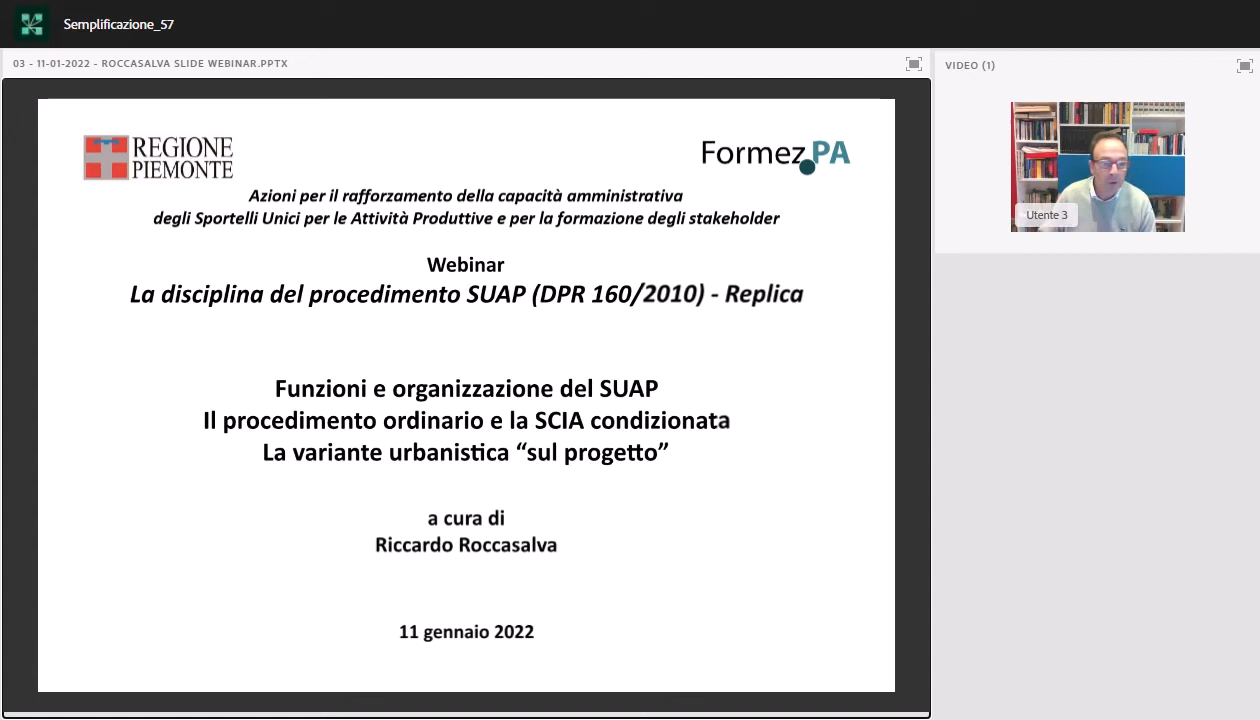 Semplificazione_57
03 - 11-01-2022 - ROCCASALVA SLIDE WEBINAR.PPTX
VIDEO (1)
REGIONE
PIEMONTE
Formez PA
Azioni per il rafforzamento della capacità amministrativa
degli Sportelli Unici per le Attività Produttive e per la formazione degli stakeholder
Webinar
La disciplina del procedimento SUAP (DPR 160/2010) - Replica
Funzioni e organizzazione del SUAP
Il procedimento ordinario e la SCIA condizionata
La variante urbanistica “sul progetto”
a cura di
Riccardo Roccasalva
11 gennaio 2022
Utente 3